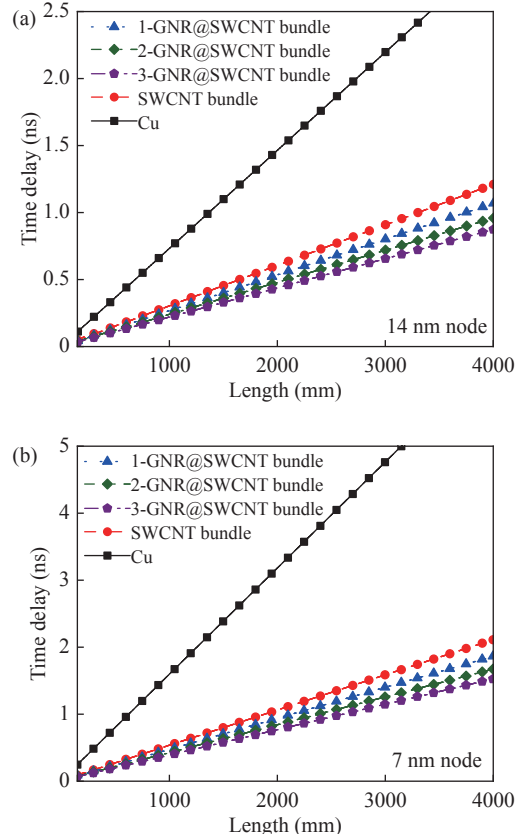 (a)
2.5
2.0
1.5
1.0
0.5
0
Time delay (ns)
1-GNR@SWCNT bundle
2-GNR@SWCNT bundle
3-GNR@SWCNT bundle
SWCNT bundle
Cu
14 nm node
1000 2000 3000 4000
Length (mm)
(b)
5
4
3
2
1
0
Time delay (ns)
1-GNR@SWCNT bundle
2-GNR@SWCNT bundle
3-GNR@SWCNT bundle
SWCNT bundle
Cu
7 nm node
1000 2000 3000 4000
Length (mm)